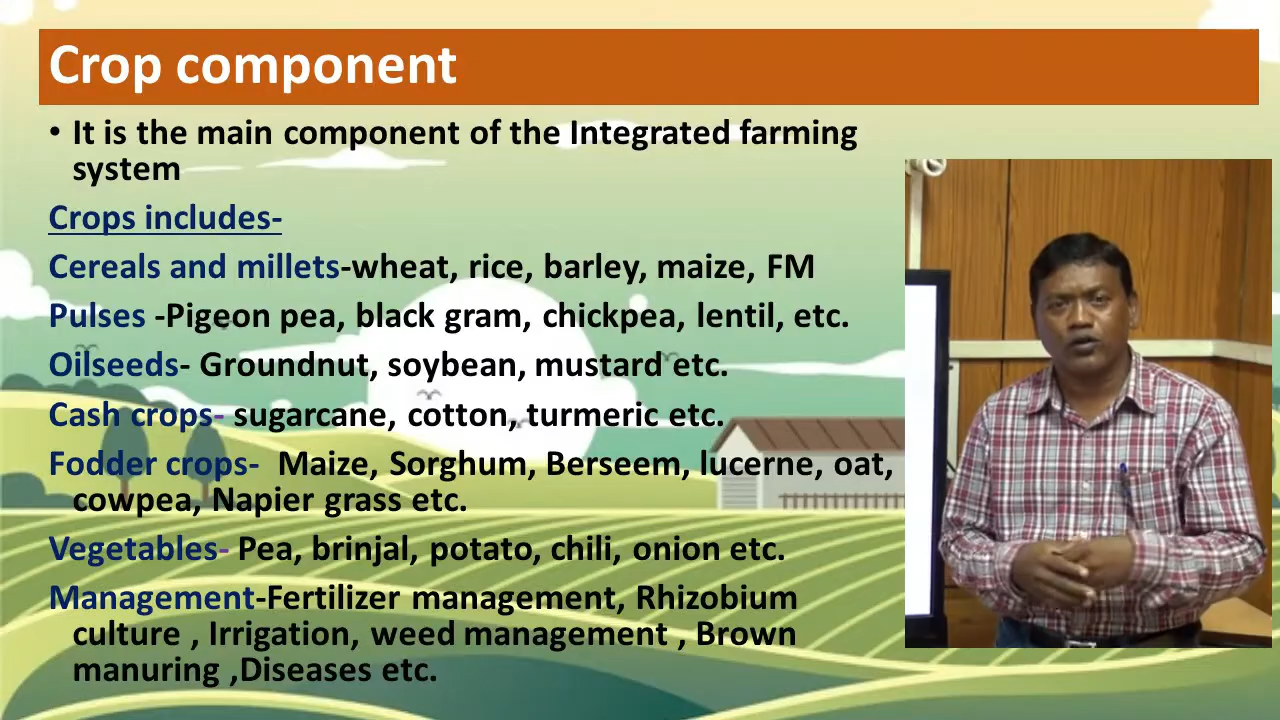 Crop component
• It is the main component of the Integrated farming
system
Crops includes-
Cereals and millets-wheat, rice, barley, maize, FM
Pulses -Pigeon pea, black gram, chickpea, lentil, etc.
Oilseeds- Groundnut, soybean, mustard etc.
Cash crops- sugarcane, cotton, turmeric etc.
Fodder crops-  Maize, Sorghum, Berseem, lucerne, oat,
cowpea, Napier grass etc.
Vegetables- Pea, brinjal, potato, chili, onion etc.
Management-Fertilizer management, Rhizobium
culture , Irrigation, weed management , Brown
manuring ,Diseases etc.